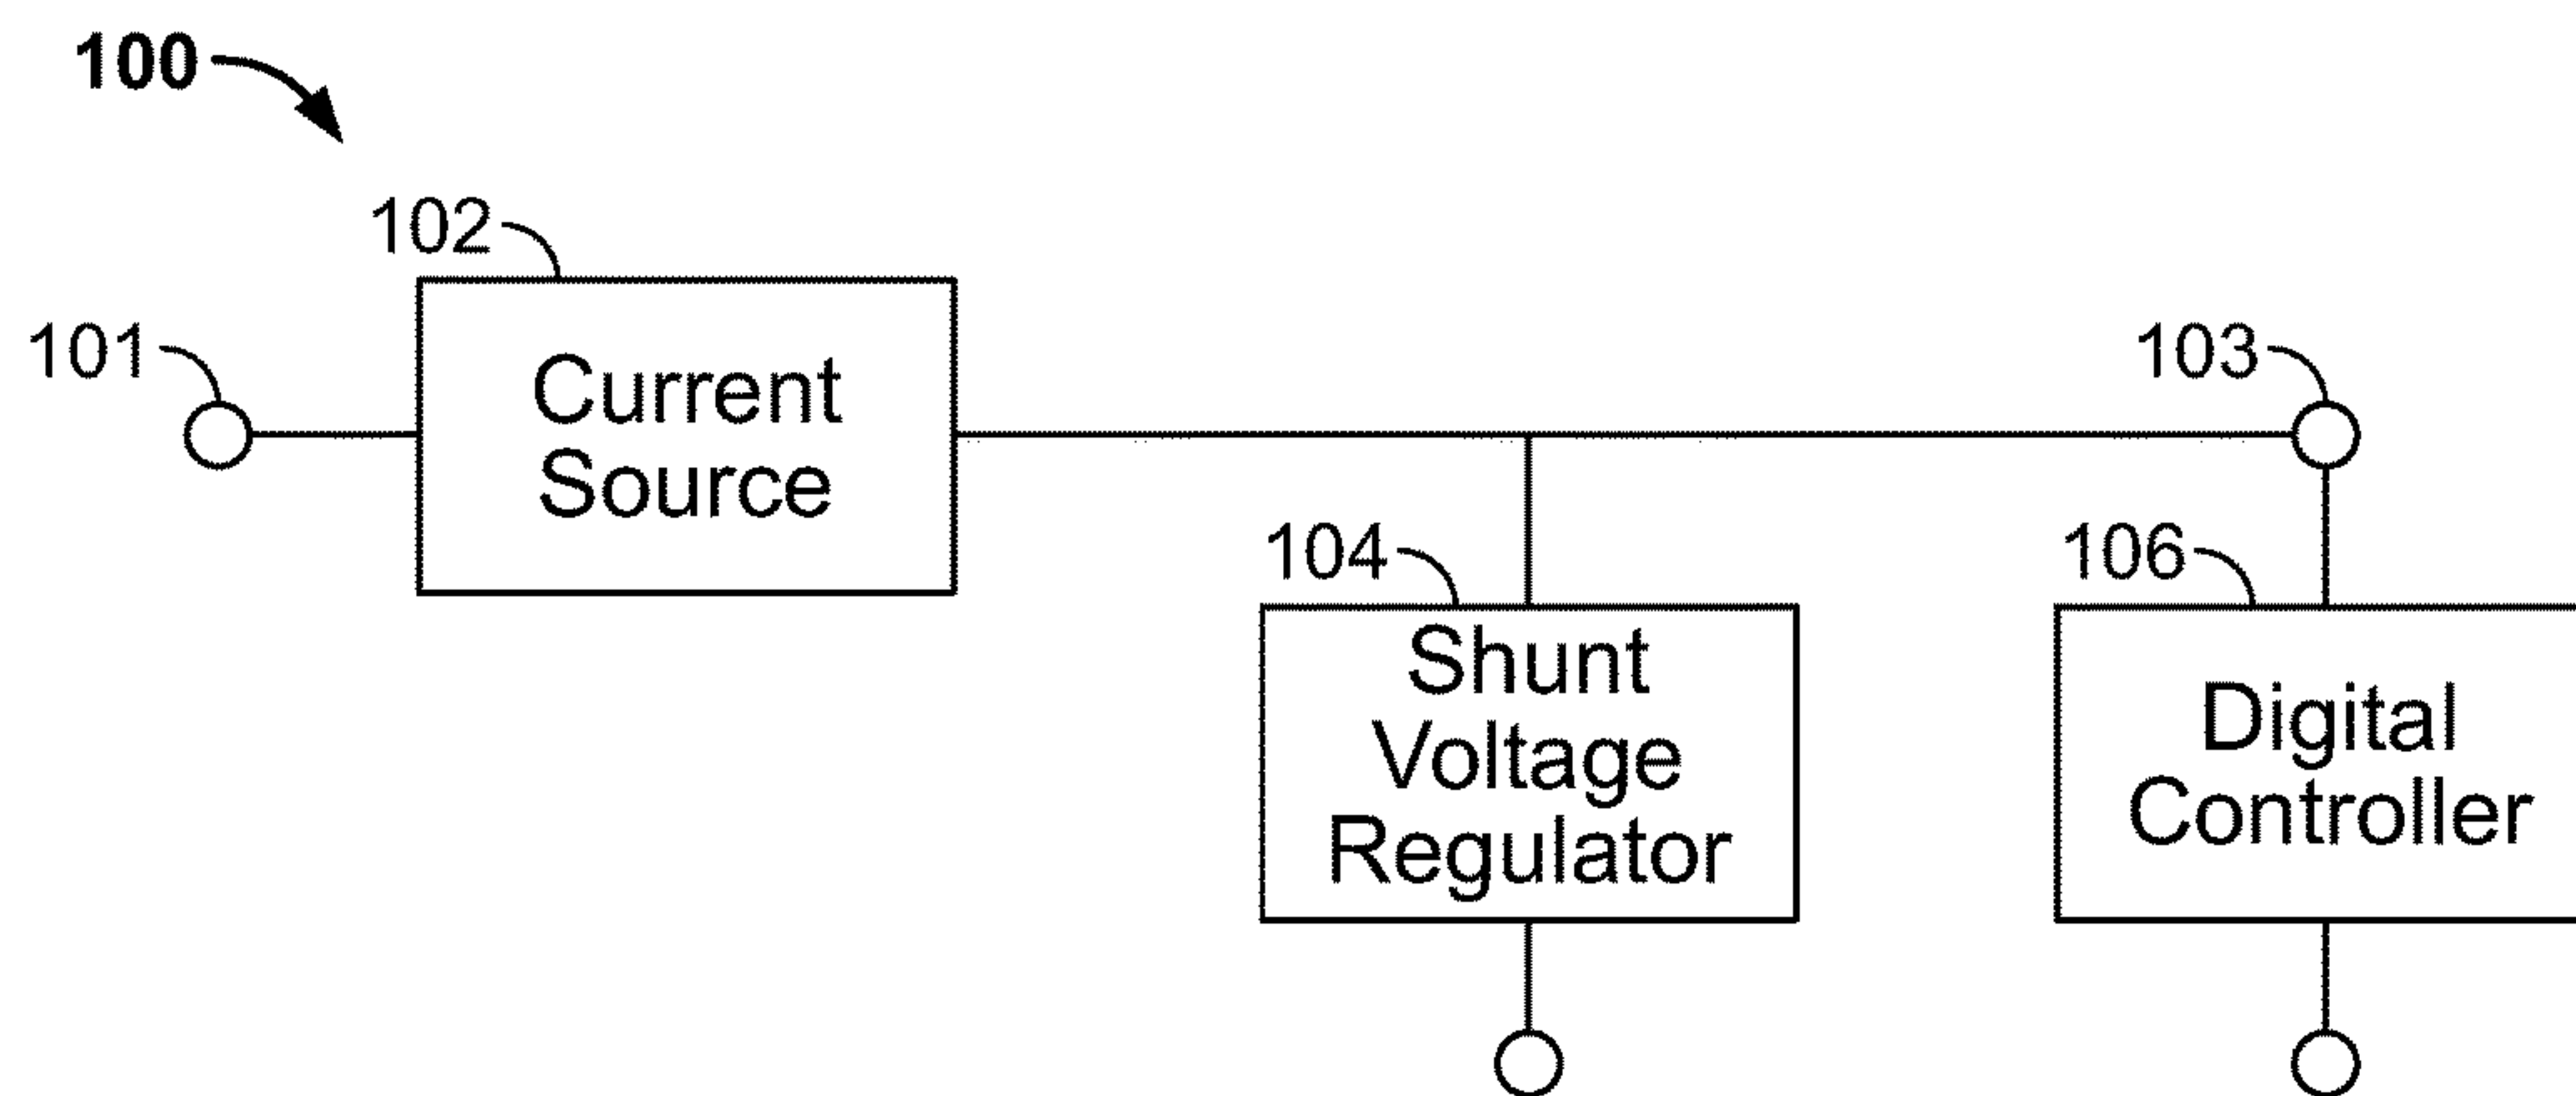 100
102
101
Current
Source
103
104
106
Shunt
Voltage
Regulator
Digital
Controller